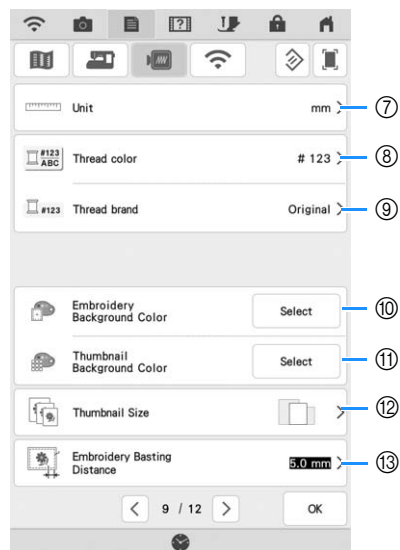 Unit
mm
⑦
#123
ABC
Thread color
# 123
⑧
#123
Thread brand
Original
⑨
Embroidery
Background Color
Select
⑩
Thumbnail
Background Color
Select
⑪
Thumbnail Size
⑫
Embroidery Basting
Distance
5.0 mm
⑬
9 / 12
OK